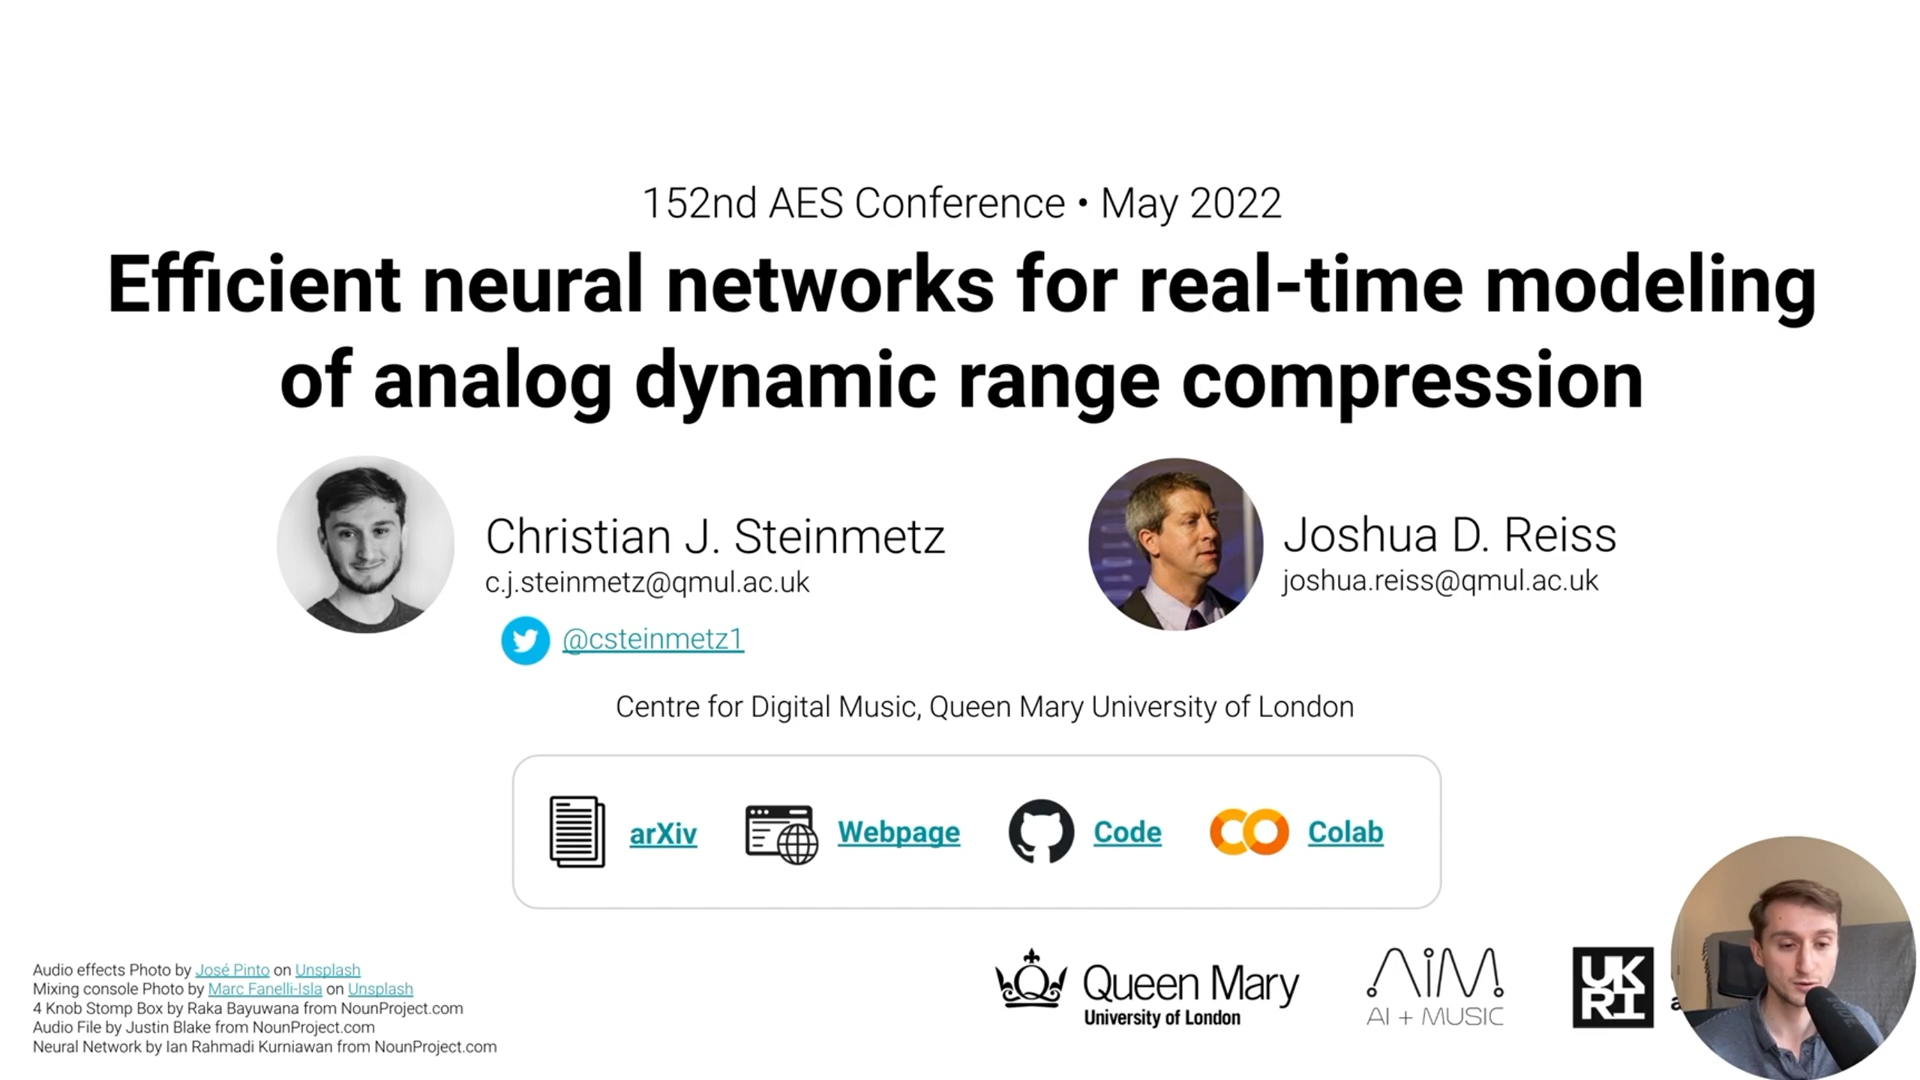 152nd AES Conference • May 2022
Efficient neural networks for real-time modeling
of analog dynamic range compression
Christian J. Steinmetz
c.j.steinmetz@qmul.ac.uk
@csteinmetz1
Joshua D. Reiss
joshua.reiss@qmul.ac.uk
Centre for Digital Music, Queen Mary University of London
arXiv Webpage Code Colab
Audio effects Photo by José Pinto on Unsplash
Mixing console Photo by Marc Fanelli-Isla on Unsplash
4 Knob Stomp Box by Raka Bayuwana from NounProject.com
Audio File by Justin Blake from NounProject.com
Neural Network by Ian Rahmadi Kurniawan from NounProject.com
Queen Mary
University of London
AIM
AI + MUSIC
UK
RI